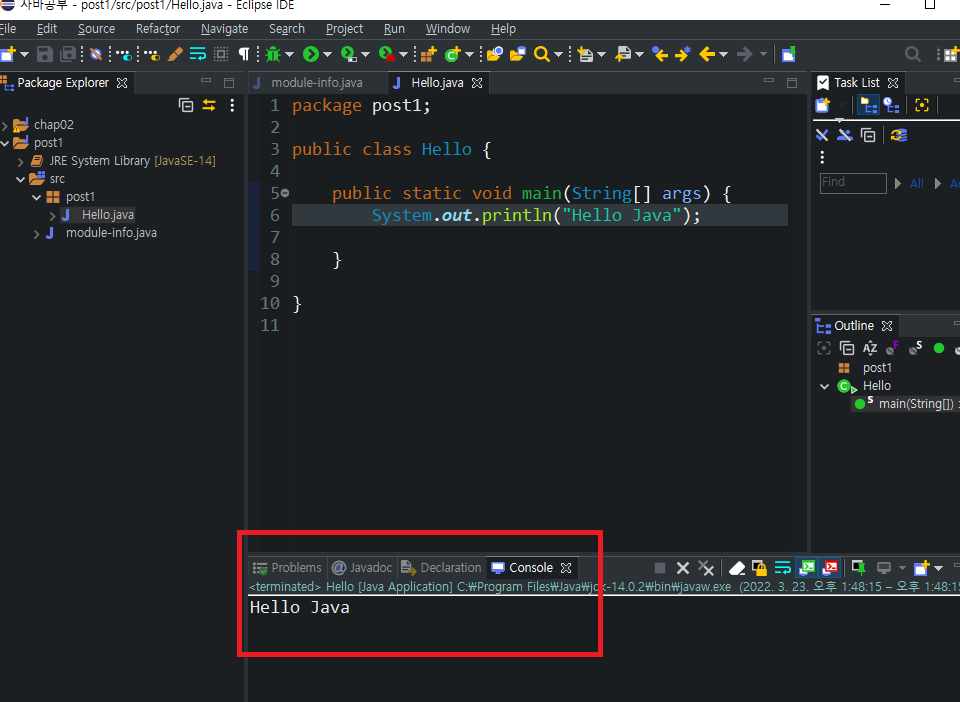 사바공부 - post1/src/post1/Hello.java - Eclipse IDE
File Edit Source Refactor Navigate Search Project Run Window Help
Package Explorer
chap02
post1
JRE System Library [JavaSE-14]
src
post1
Hello.java
module-info.java
module-info.java
Hello.java
1 package post1;
2
3 public class Hello {
4
5 public static void main(String[] args) {
6 System.out.println("Hello Java");
7
8 }
9
10 }
11
Task List
Find
All
Outline
post1
Hello
main(String[])
Problems
Javadoc
Declaration
Console
<terminated> Hello [Java Application] C:₩Program Files₩Java₩jdk-14.0.2₩bin₩javaw.exe (2022. 3. 23. 오후 1:48:15 – 오후 1:48:15
Hello Java